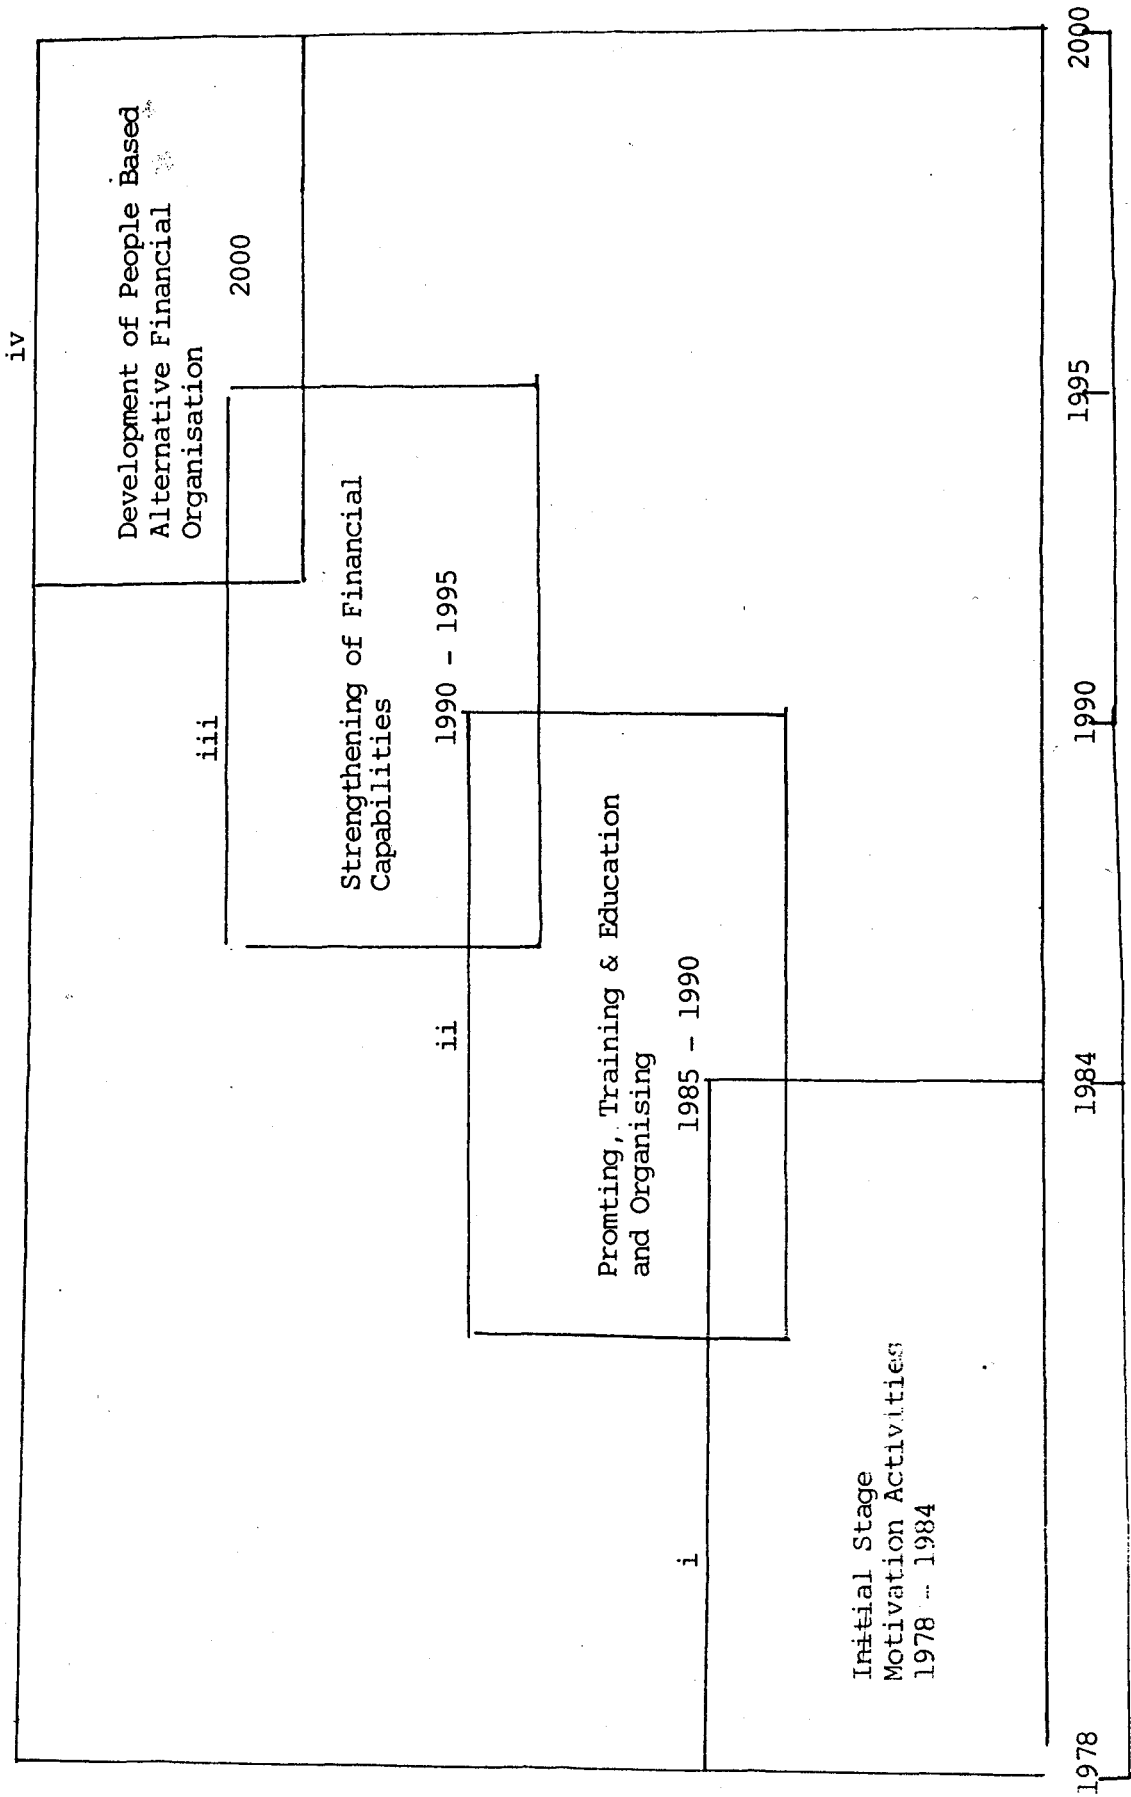 iv
Development of People Based
Alternative Financial
Organisation
2000
iii
Strengthening of Financial
Capabilities
1990 - 1995
ii
Promting, Training & Education
and Organising
1985 - 1990
i
Initial Stage
Motivation Activities
1978 - 1984
1978
1984
1990
1995
2000